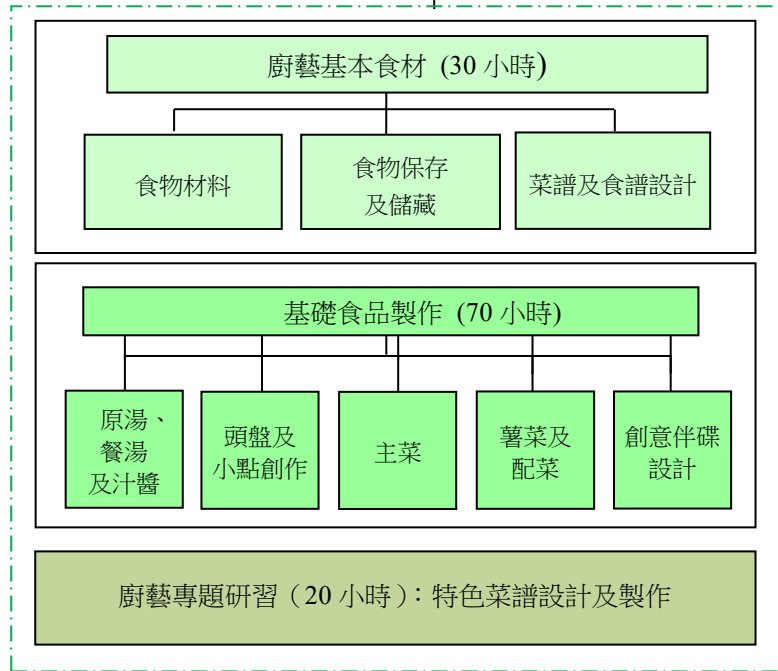 廚藝基本食材 (30 小時)
食物材料
食物保存
及儲藏
菜譜及食譜設計
基礎食品製作 (70 小時)
原湯、
餐湯
及汁醬
頭盤及
小點創作
主菜
薯菜及
配菜
創意伴碟
設計
廚藝專題研習（20 小時）：特色菜譜設計及製作